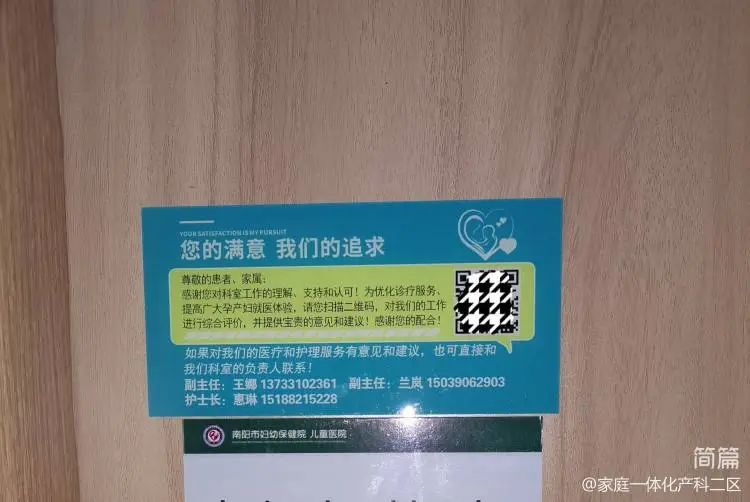 YOUR SATISFACTION IS MY PURSUIT
您的满意 我们的追求
尊敬的患者、家属:
感谢您对科室工作的理解、支持和认可!为优化诊疗服务、
提高广大孕产妇就医体验,请您扫描二维码,对我们的工作
进行综合评价,并提供宝贵的意见和建议!感谢您的配合!
如果对我们的医疗和护理服务有意见和建议,也可直接和
我们科室的负责人联系!
副主任:王娜 13733102361 副主任:兰岚 15039062903
护士长:惠琳 15188215228
南阳市妇幼保健院 儿童医院
简篇
@家庭一体化产科二区